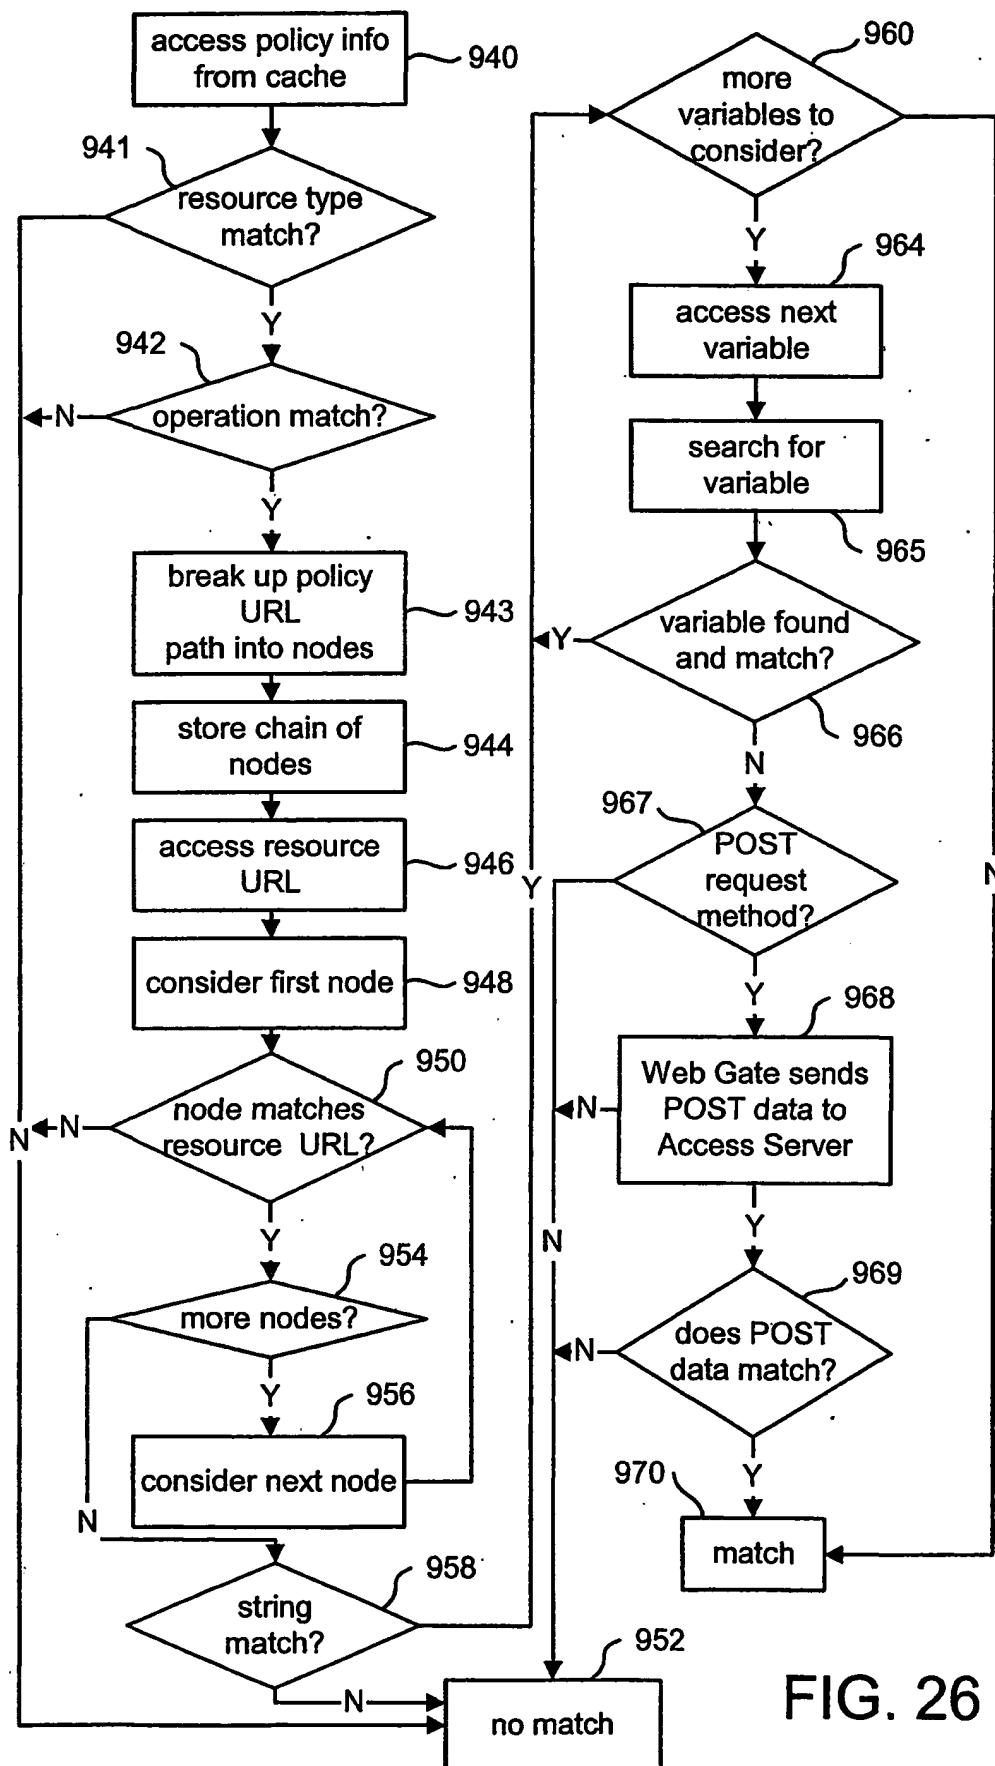 access policy info
from cache
940
941
resource type
match?
Y
942
operation match?
N
Y
break up policy
URL
path into nodes
943
store chain of
nodes
944
access resource
URL
946
consider first node
948
950
node matches
resource URL?
N
N
Y
954
more nodes?
Y
956
consider next node
N
958
string
match?
N
Y
960
more
variables to
consider?
Y
N
964
access next
variable
search for
variable
965
variable found
and match?
Y
966
N
967
POST
request
method?
Y
968
Web Gate sends
POST data to
Access Server
N
N
Y
969
does POST
data match?
N
Y
970
match
952
no match
FIG. 26